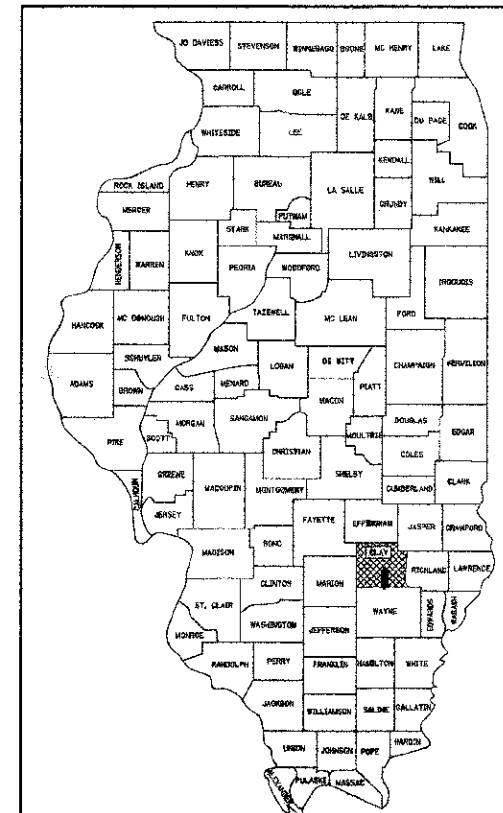 JO DAVIESS STEVENSON WINNEBAGO BOONE MC HENRY LAKE
CARROLL OGLE DE KALB KANE DU PAGE COOK
WHITESIDE LEE KENDALL WILL
ROCK ISLAND HENRY BUREAU LA SALLE GRUNDY
MERCER PUTNAM KANKAKEE
HENDERSON WARREN KNOX STARK MARSHALL LIVINGSTON
PEORIA WOODFORD IROQUOIS
HANCOCK MC DONOUGH FULTON TAZEWELL MC LEAN FORD
SCHUYLER MASON LOGAN DE WITT CHAMPAIGN VERMILION
ADAMS BROWN CASS MENARD MACON PIATT
PIKE SCOTT MORGAN SANGAMON CHRISTIAN MOULTRIE DOUGLAS EDGAR
COLES
CALHOUN GREENE MACOUPIN MONTGOMERY SHELBY CUMBERLAND CLARK
JERSEY FAYETTE EFFINGHAM JASPER CRAWFORD
MADISON BOND CLAY
CLINTON MARION RICHLAND LAWRENCE
ST. CLAIR WAYNE EDWARDS WABASH
MONROE WASHINGTON JEFFERSON
RANDOLPH PERRY FRANKLIN HAMILTON WHITE
JACKSON WILLIAMSON SALINE GALLATIN
UNION JOHNSON POPE HARDIN
ALEXANDER PULASKI MASSAC